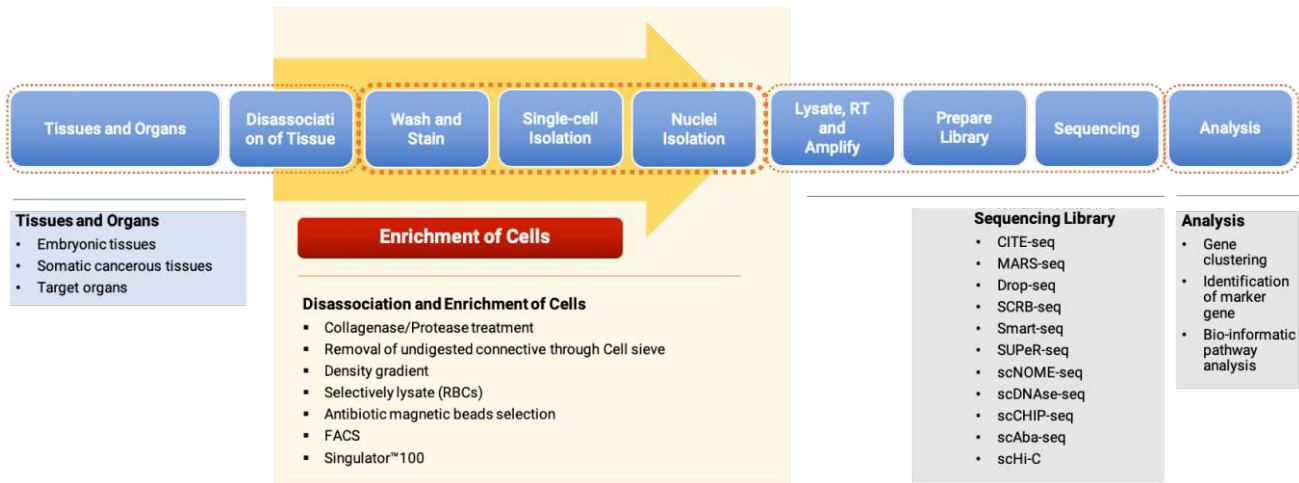 Tissues and Organs
Disassociati
on of Tissue
Wash and
Stain
Single-cell
Isolation
Nuclei
Isolation
Lysate, RT
and
Amplify
Prepare
Library
Sequencing
Analysis
Tissues and Organs
• Embryonic tissues
• Somatic cancerous tissues
• Target organs
Enrichment of Cells
Disassociation and Enrichment of Cells
▪ Collagenase/Protease treatment
▪ Removal of undigested connective through Cell sieve
▪ Density gradient
▪ Selectively lysate (RBCs)
▪ Antibiotic magnetic beads selection
▪ FACS
▪ Singulator™100
Sequencing Library
• CITE-seq
• MARS-seq
• Drop-seq
• SCRB-seq
• Smart-seq
• SUPeR-seq
• scNOME-seq
• scDNAse-seq
• scCHIP-seq
• scAba-seq
• scHi-C
Analysis
• Gene
clustering
• Identification
of marker
gene
• Bio-informatic
pathway
analysis